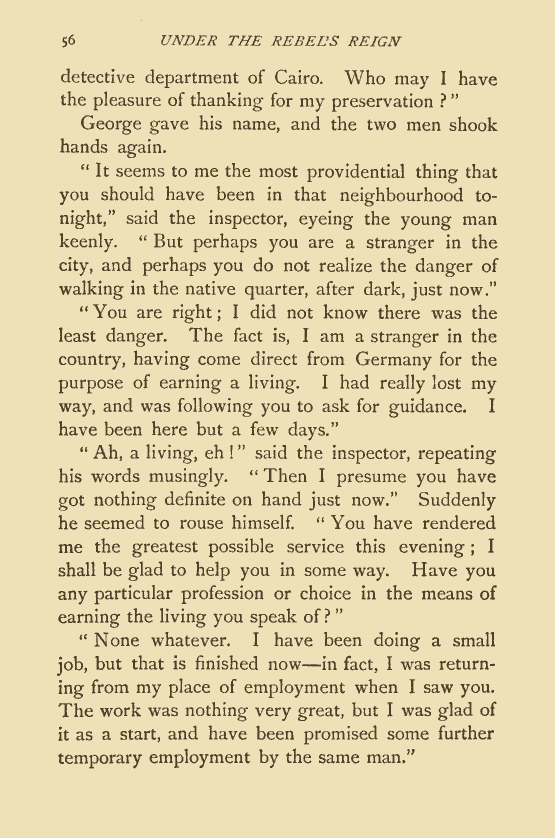 56 UNDER THE REBEL'S REIGN
detective department of Cairo. Who may I have
the pleasure of thanking for my preservation ?"
George gave his name, and the two men shook
hands again.
" It seems to me the most providential thing that
you should have been in that neighbourhood to-
night," said the inspector, eyeing the young man
keenly. " But perhaps you are a stranger in the
city, and perhaps you do not realize the danger of
walking in the native quarter, after dark, just now."
" You are right ; I did not know there was the
least danger. The fact is, I am a stranger in the
country, having come direct from Germany for the
purpose of earning a living. I had really lost my
way, and was following you to ask for guidance. I
have been here but a few days."
" Ah, a living, eh !" said the inspector, repeating
his words musingly. " Then I presume you have
got nothing definite on hand just now." Suddenly
he seemed to rouse himself. " You have rendered
me the greatest possible service this evening ; I
shall be glad to help you in some way. Have you
any particular profession or choice in the means of
earning the living you speak of ? "
" None whatever. I have been doing a small
job, but that is finished now—in fact, I was return-
ing from my place of employment when I saw you.
The work was nothing very great, but I was glad of
it as a start, and have been promised some further
temporary employment by the same man."